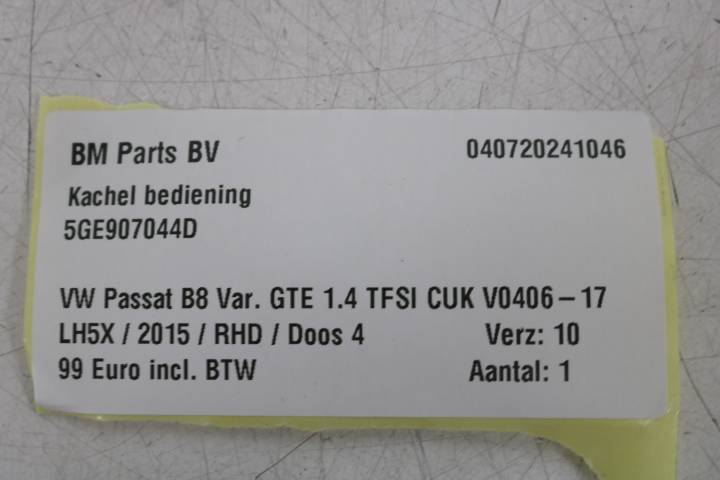 BM Parts BV 040720241046
Kachel bediening
5GE907044D
VW Passat B8 Var. GTE 1.4 TFSI CUK V0406-17
LH5X / 2015 / RHD / Doos 4 Verz: 10
99 Euro incl. BTW Aantal: 1